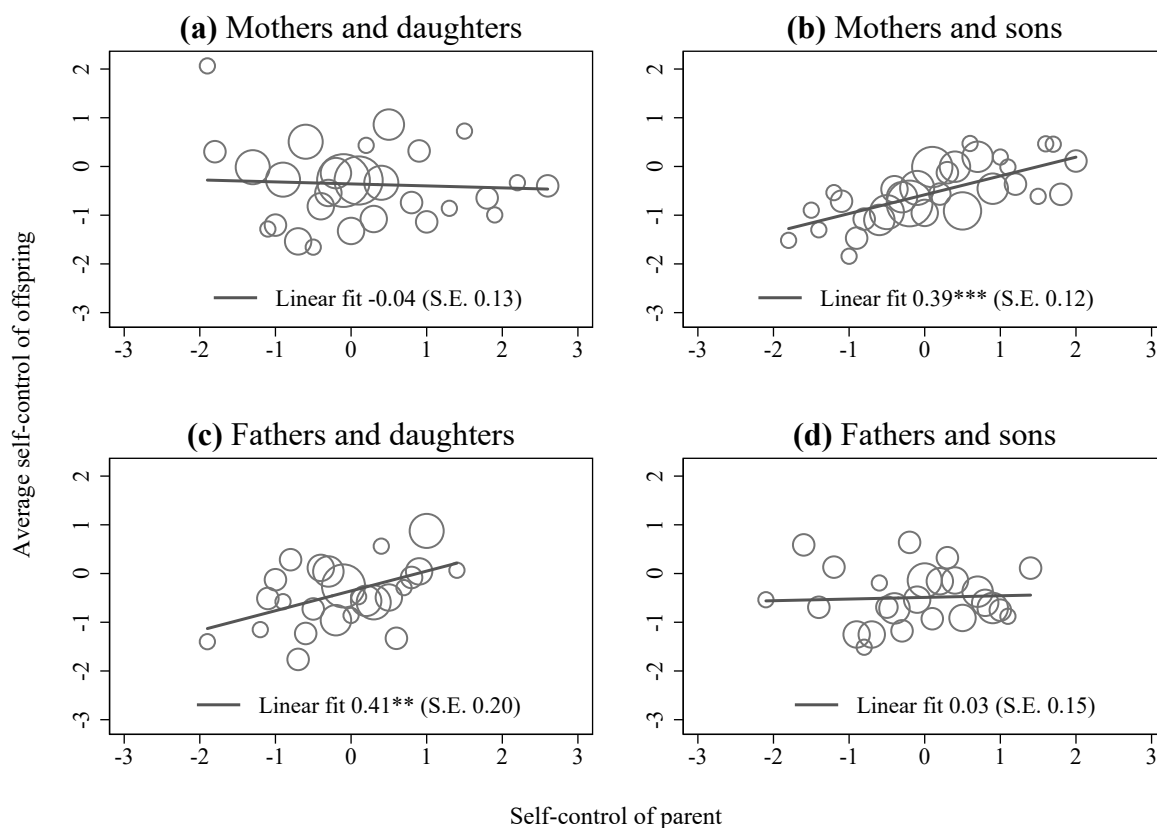 (a) Mothers and daughters
(b) Mothers and sons
2
1
0
-1
-2
-3
Linear fit -0.04 (S.E. 0.13)
-3 -2 -1 0 1 2 3
2
1
0
-1
-2
-3
Linear fit 0.39*** (S.E. 0.12)
-3 -2 -1 0 1 2 3
Average self-control of offspring
(c) Fathers and daughters
(d) Fathers and sons
2
1
0
-1
-2
-3
Linear fit 0.41** (S.E. 0.20)
-3 -2 -1 0 1 2 3
2
1
0
-1
-2
-3
Linear fit 0.03 (S.E. 0.15)
-3 -2 -1 0 1 2 3
Self-control of parent